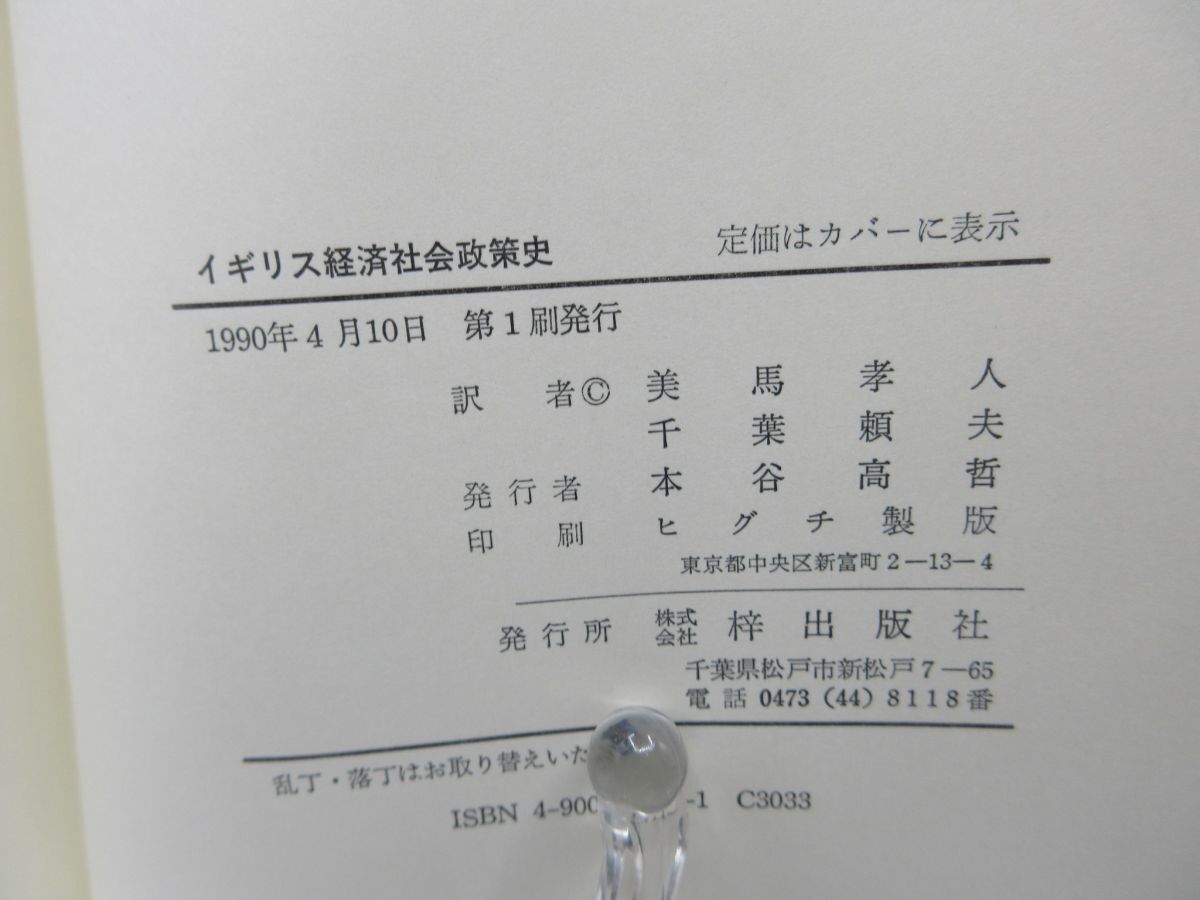 イギリス経済社会政策史 定価はカバーに表示
1990年4月10日 第1刷発行
訳者© 美馬孝人
千葉頼夫
発行者 本谷高哲
印刷 ヒグチ製版
東京都中央区新富町2―13―4
発行所 株式会社 梓出版社
千葉県松戸市新松戸7―65
電話 0473 (44) 8118番
乱丁・落丁はお取り替えいた
ISBN 4-900 -1 C3033